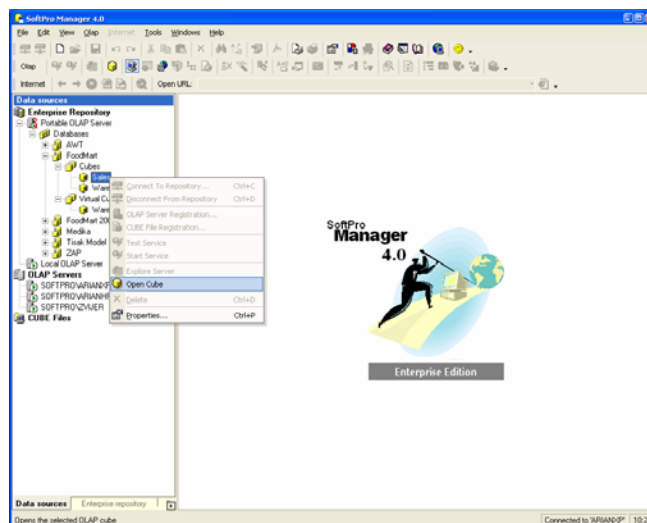 SoftPro Manager 4.0
File Edit View Olap Internet Tools Windows Help
Olap
Internet Open URL:
Data sources
Enterprise Repository
Portable OLAP Server
Databases
AWT
FoodMart
Cubes
Sales
Ware
Virtual Cu
Ware
FoodMart 200
Medika
Tisak Model
ZAP
Local OLAP Server
OLAP Servers
SOFTPRO\ARIANXP
SOFTPRO\ZVIJER
CUBE Files
Connect To Repository... Ctrl+C
Disconnect From Repository Ctrl+D
OLAP Server Registration...
CUBE File Registration...
Test Service
Start Service
Explore Server
Open Cube
Delete Ctrl+D
Properties... Ctrl+P
SoftPro
Manager
4.0
Enterprise Edition
Data sources Enterprise repository
Opens the selected OLAP cube Connected to 'ARIANXP' 10:2